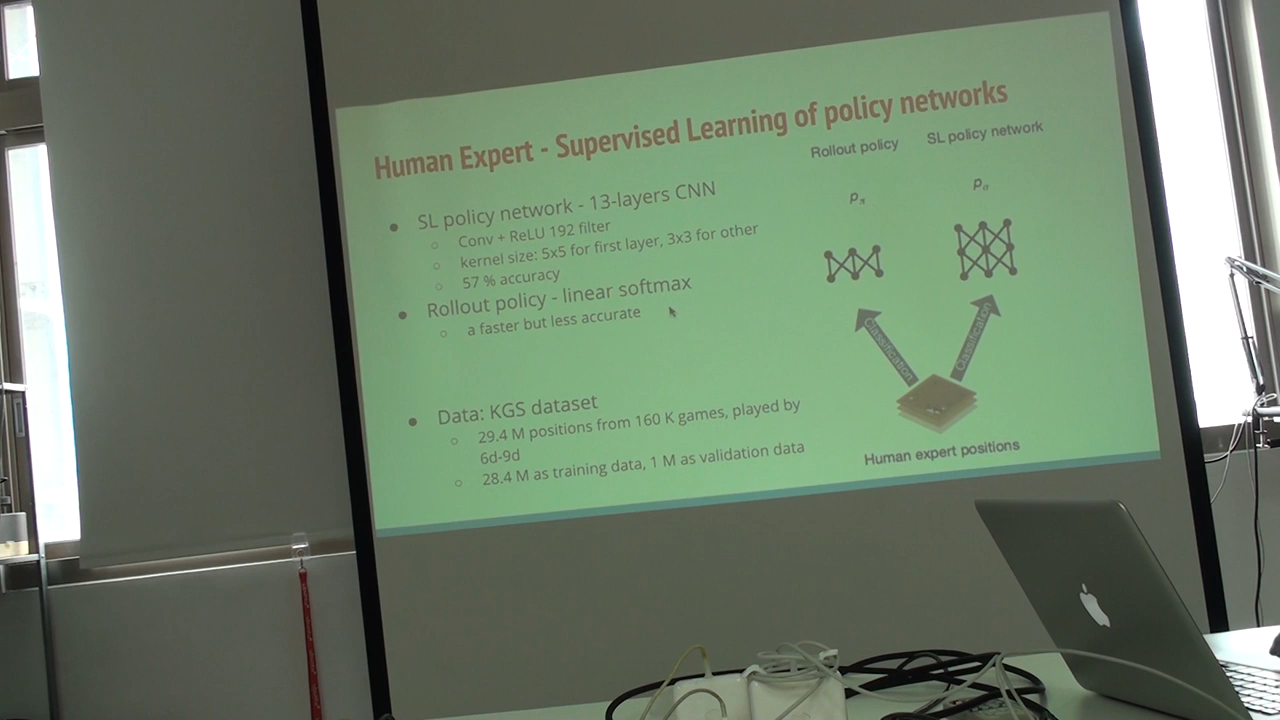 Human Expert - Supervised Learning of policy networks
SL policy network - 13-layers CNN
Conv + ReLU 192 filter
kernel size: 5x5 for first layer, 3x3 for other
57 % accuracy
Rollout policy - linear softmax
a faster but less accurate
Data: KGS dataset
29.4 M positions from 160 K games, played by
6d-9d
28.4 M as training data, 1 M as validation data
Rollout policy
SL policy network
pπ
pσ
Classification
Classification
Human expert positions